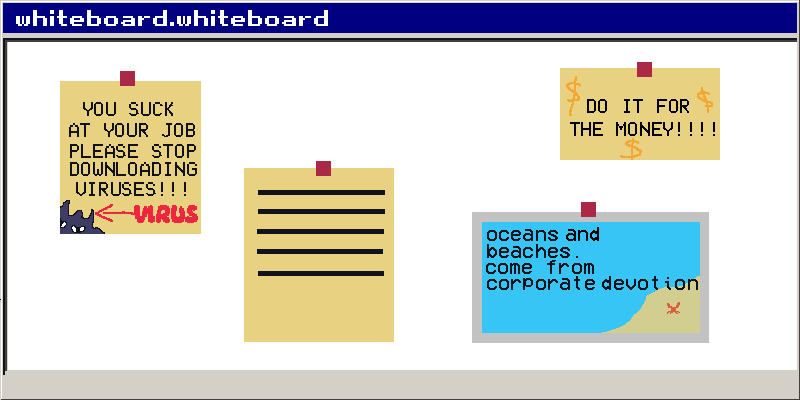 whiteboard.whiteboard
YOU SUCK
AT YOUR JOB
PLEASE STOP
DOWNLOADING
VIRUSES!!!
VIRUS
$ DO IT FOR $
THE MONEY!!!!
$
oceans and
beaches.
come from
corporate devotion
x